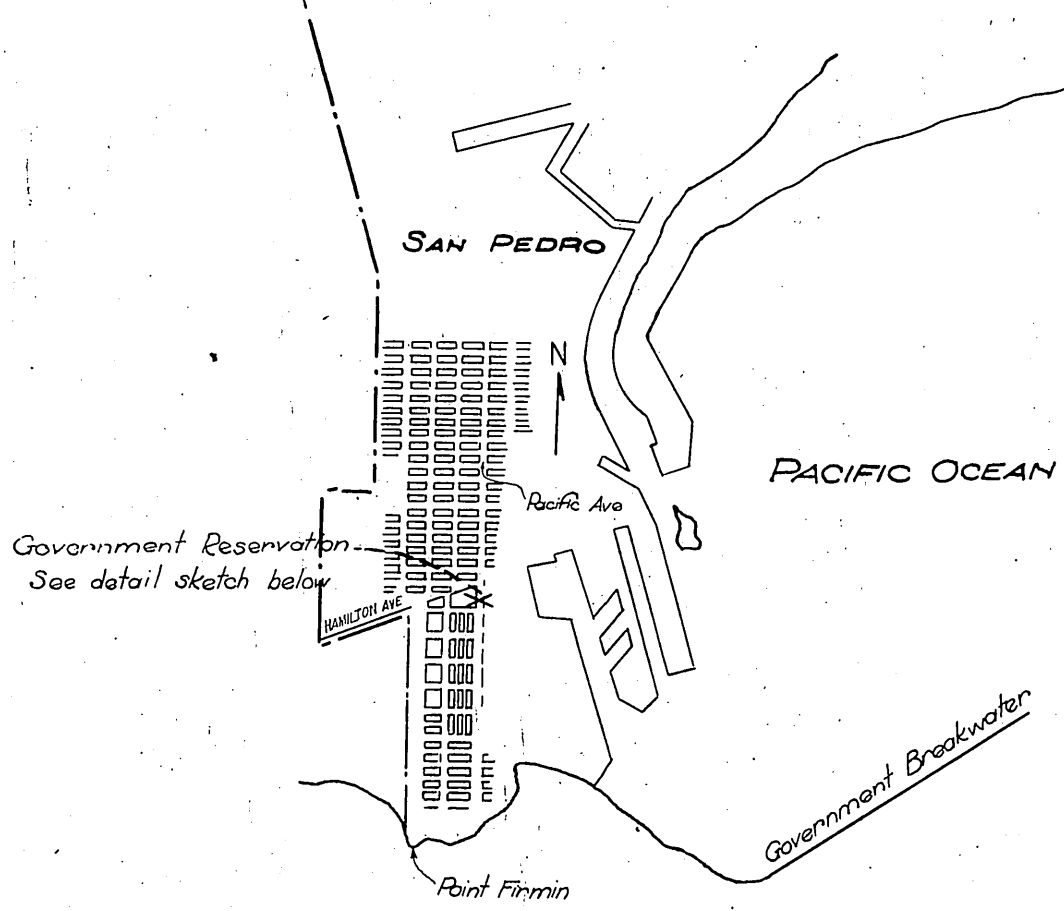 SAN PEDRO
N
PACIFIC OCEAN
Pacific Ave
Government Reservation
See detail sketch below
HAMILTON AVE
Government Breakwater
Point Firmin